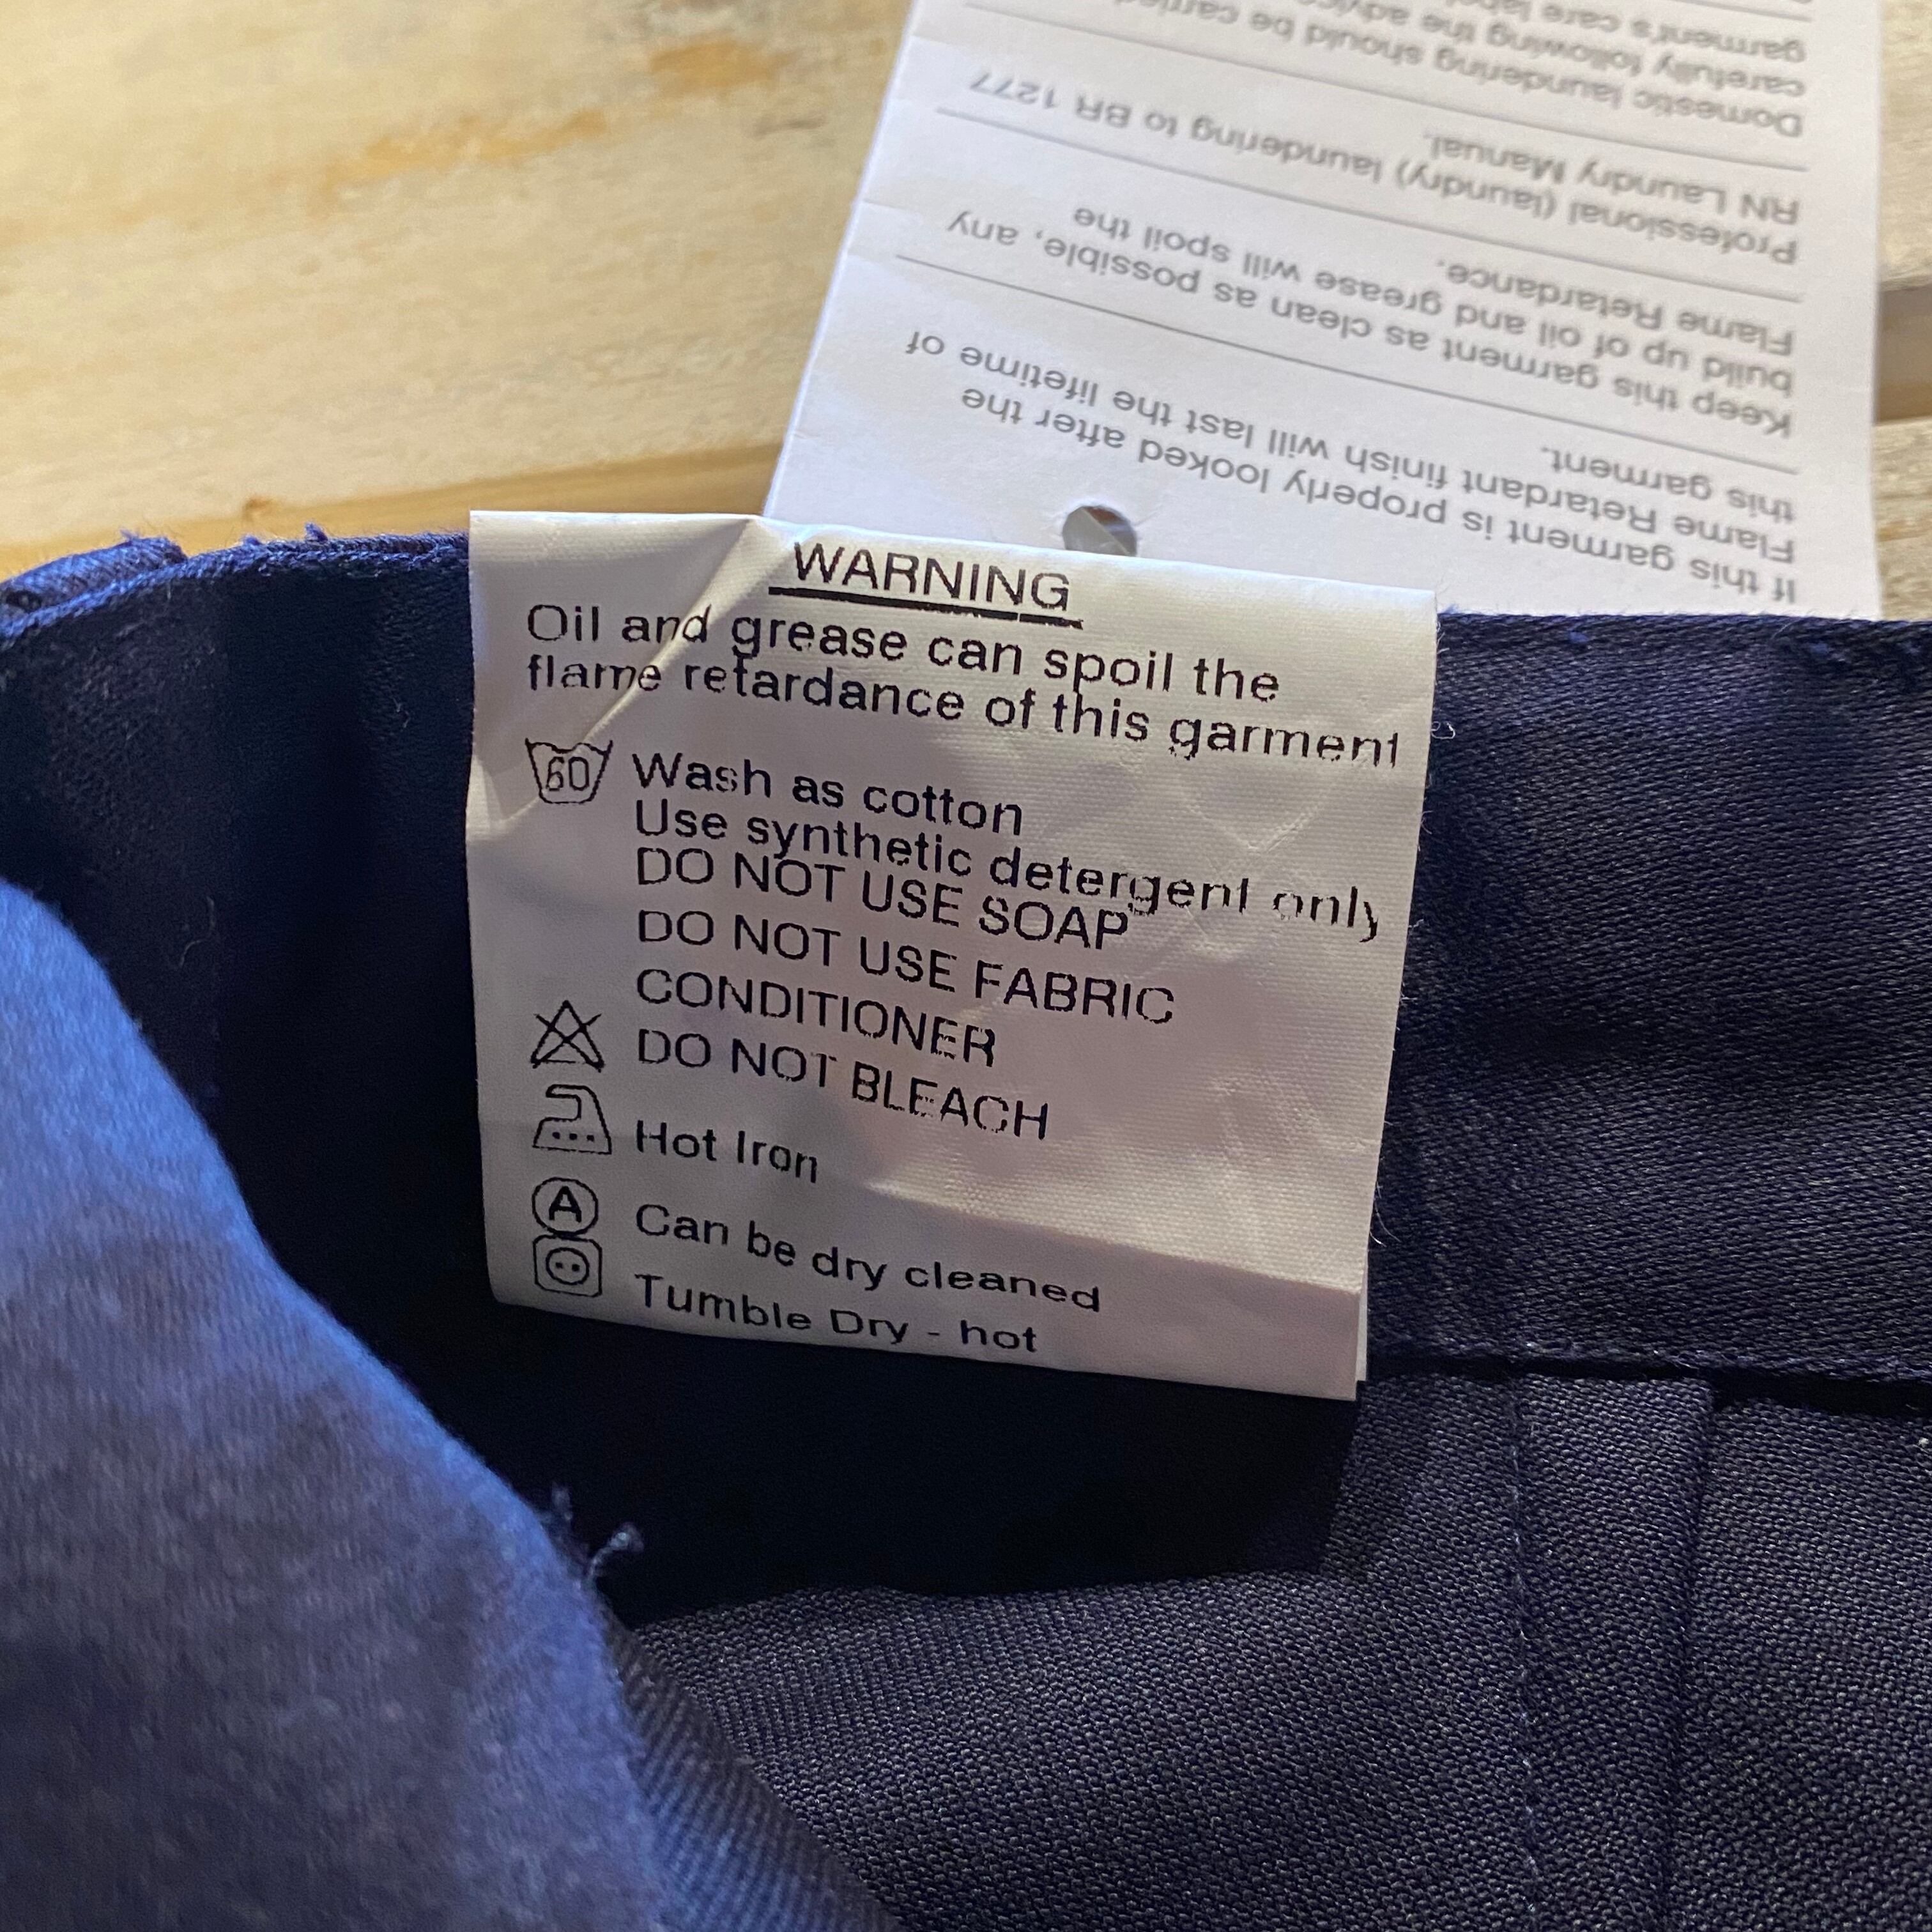 WARNING
Oil and grease can spoil the
flame retardance of this garment
60 Wash as cotton
Use synthetic detergent only
DO NOT USE SOAP
DO NOT USE FABRIC
CONDITIONER
DO NOT BLEACH
Hot Iron
A Can be dry cleaned
Tumble Dry - hot
If this garment is properly looked after the
Flame Retardant finish will last the lifetime of
this garment.
Keep this garment as clean as possible, any
build up of oil and grease will spoil the
Flame Retardance.
Professional (laundry) laundering to BR 1277
RN Laundry Manual.
Domestic laundering should be carried
carefully following the advice
garment's care